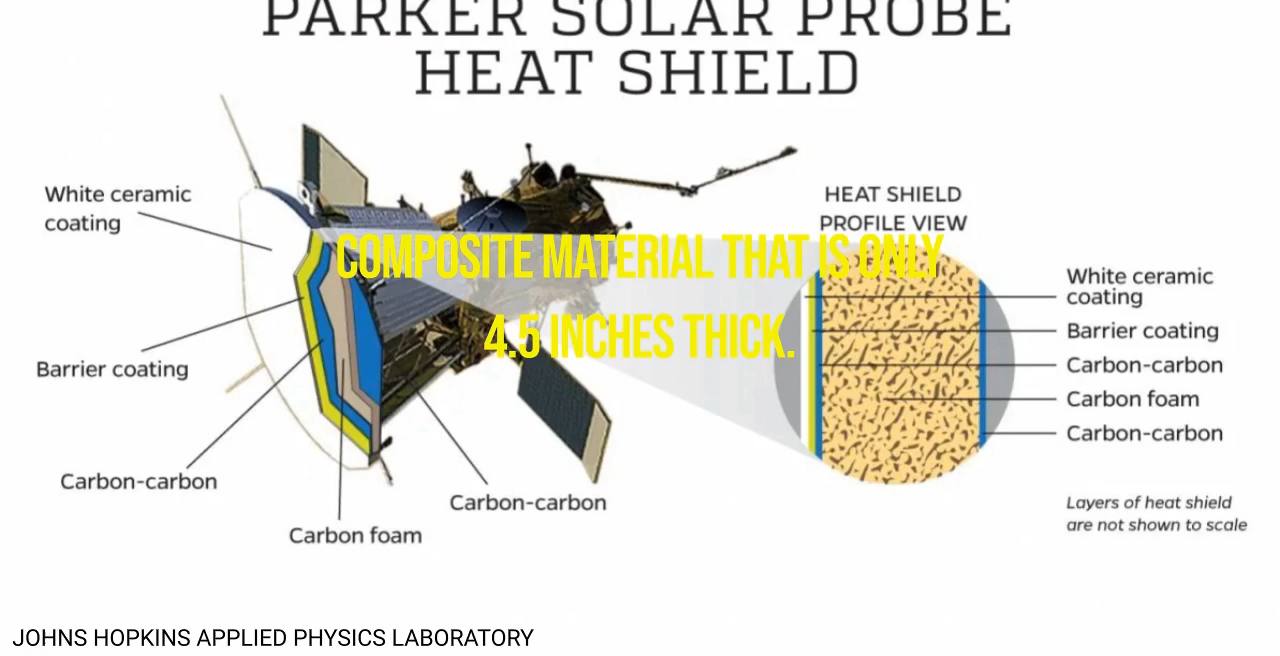 PARKER SOLAR PROBE
HEAT SHIELD
White ceramic
coating
HEAT SHIELD
PROFILE VIEW
COMPOSITE MATERIAL THAT IS ONLY
4.5 INCHES THICK.
White ceramic
coating
Barrier coating
Carbon-carbon
Carbon foam
Carbon-carbon
Barrier coating
Carbon-carbon
Carbon foam
Carbon-carbon
Layers of heat shield
are not shown to scale
JOHNS HOPKINS APPLIED PHYSICS LABORATORY